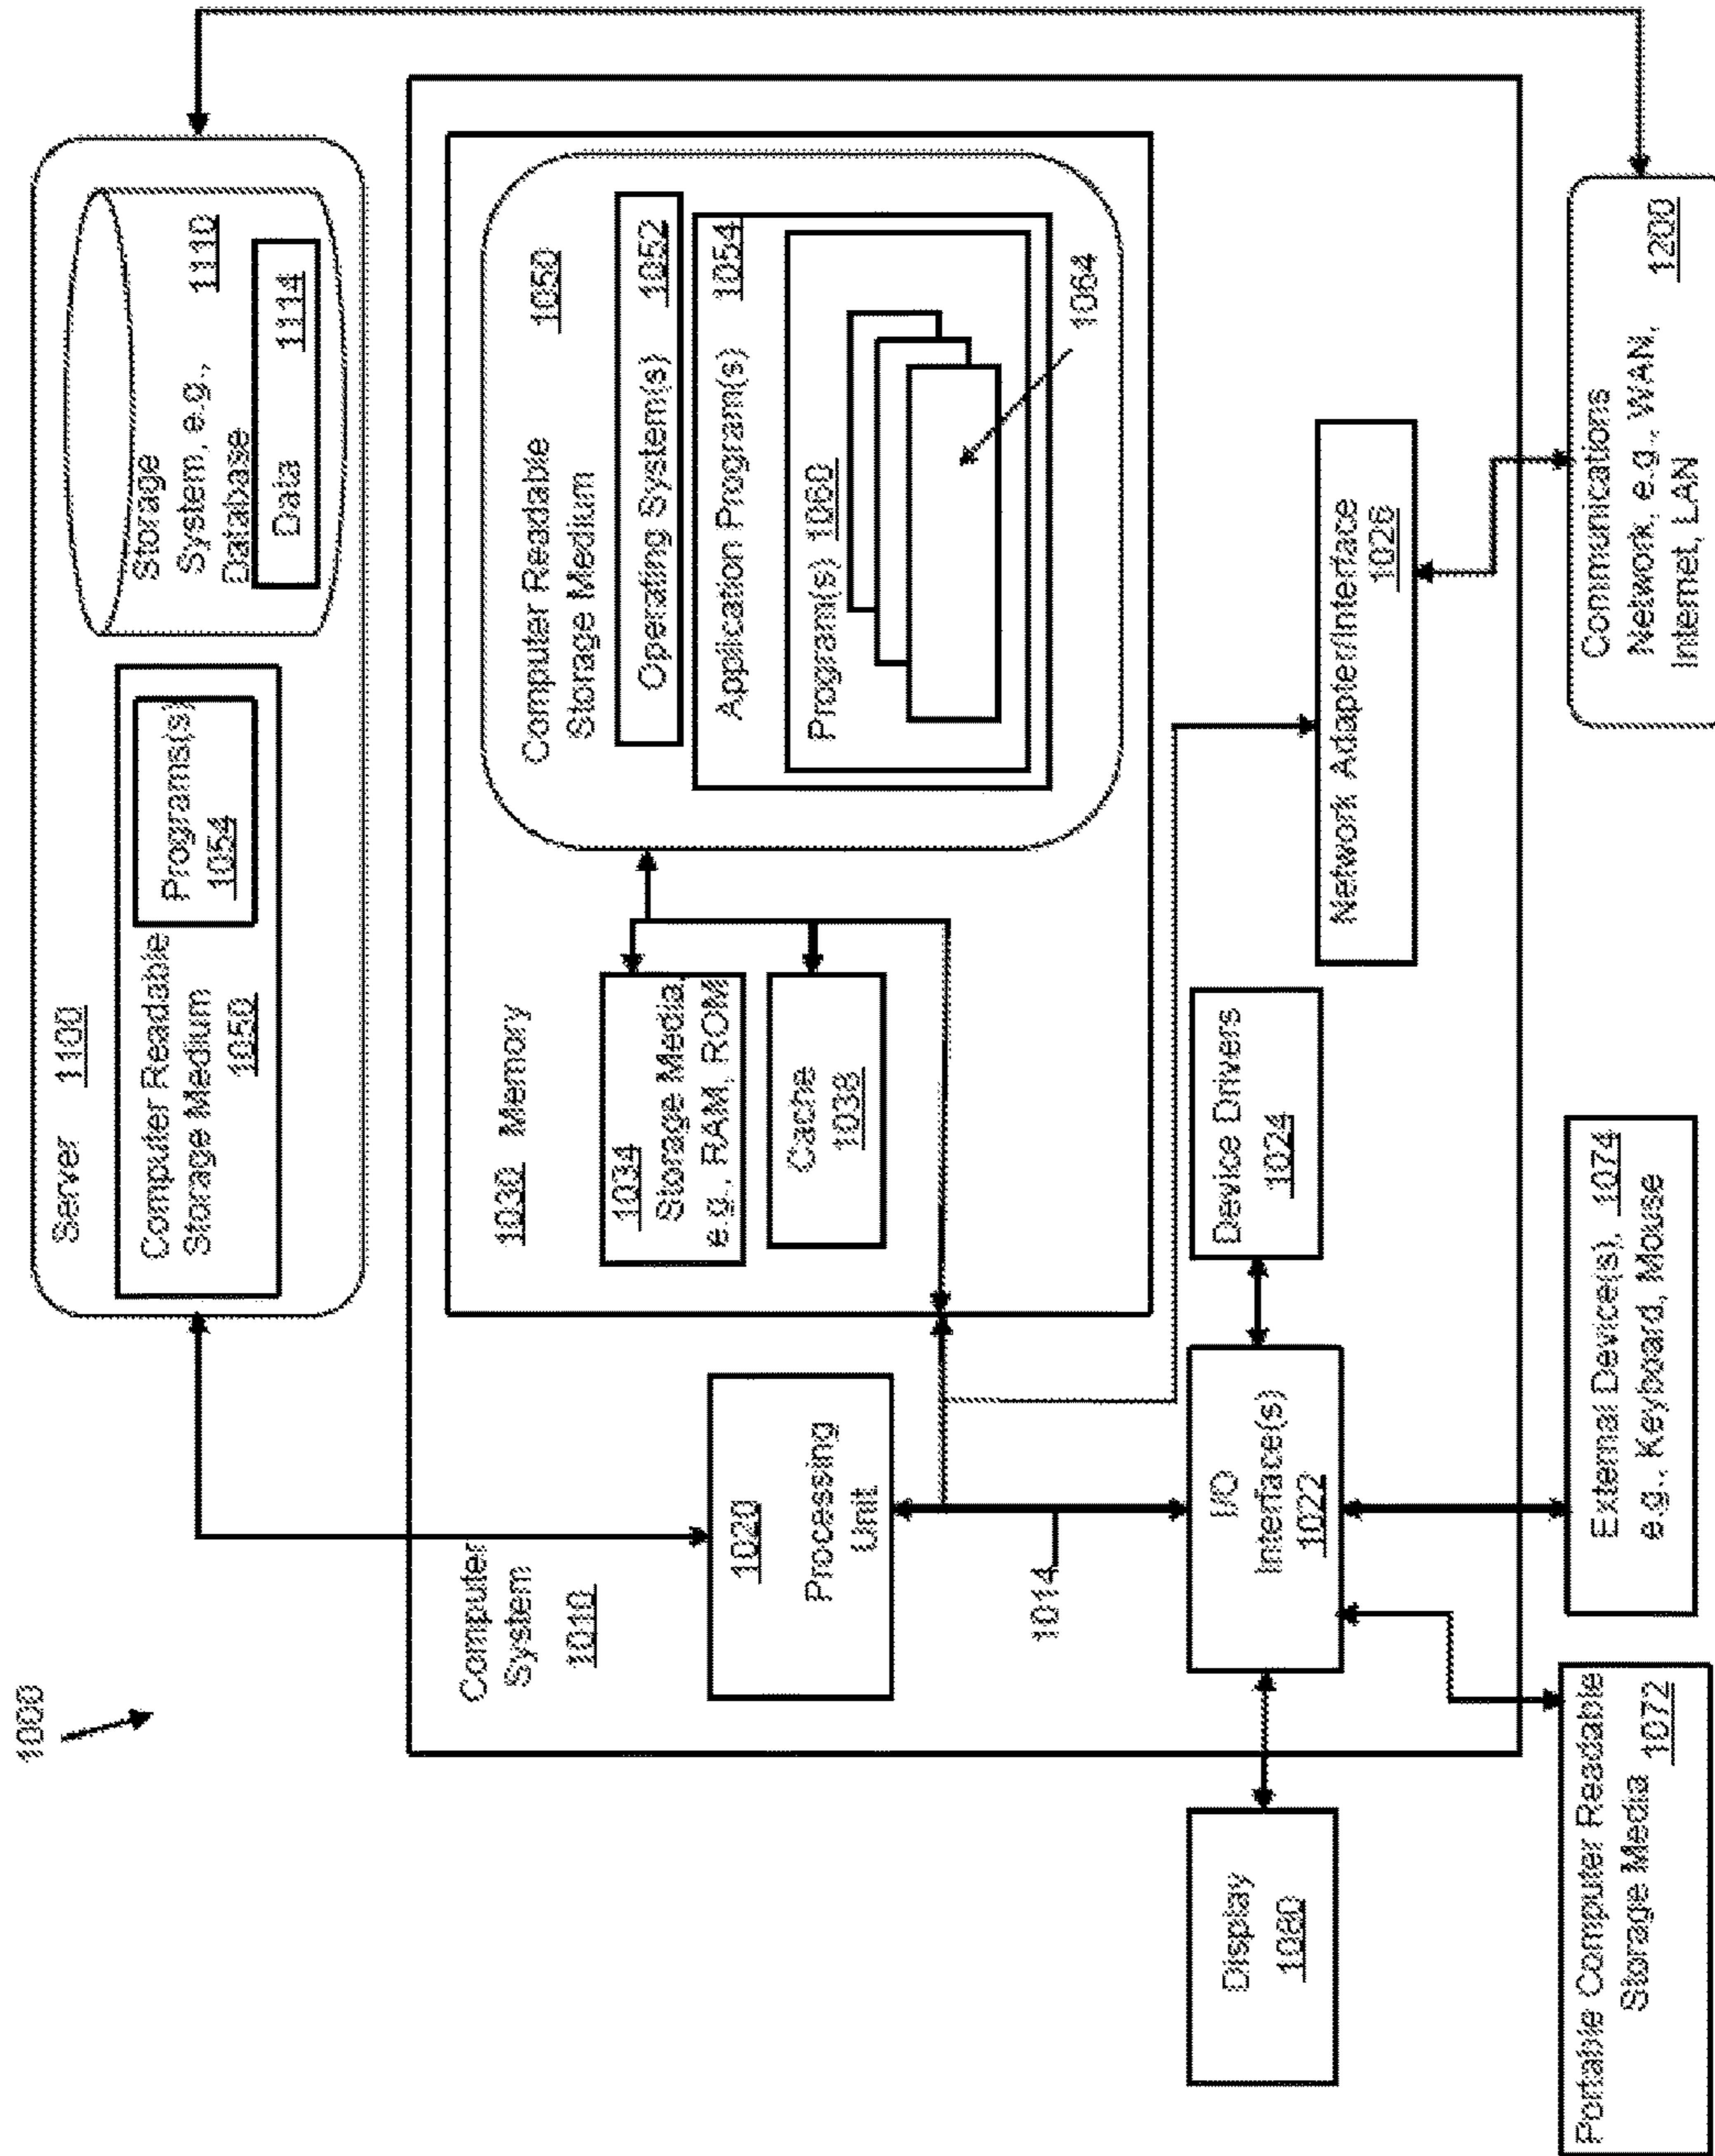 1000
Server 1100
Computer Readable
Storage Medium
1050
Programs(s)
1054
Storage
System, e.g.,
Database
1110
Data 1114
Computer
System
1010
1020
Processing
Unit
1030 Memory
1034
Storage Media,
e.g., RAM, ROM
Cache
1038
Computer Readable
Storage Medium 1050
Operating System(s) 1052
Application Program(s) 1054
Program(s) 1060
1064
1014
I/O
Interface(s)
1022
Device Drivers
1024
Network Adapter/Interface
1026
Display
1080
Portable Computer Readable
Storage Media 1072
External Device(s), 1074
e.g., Keyboard, Mouse
Communications
Network, e.g., WAN, 1200
Internet, LAN